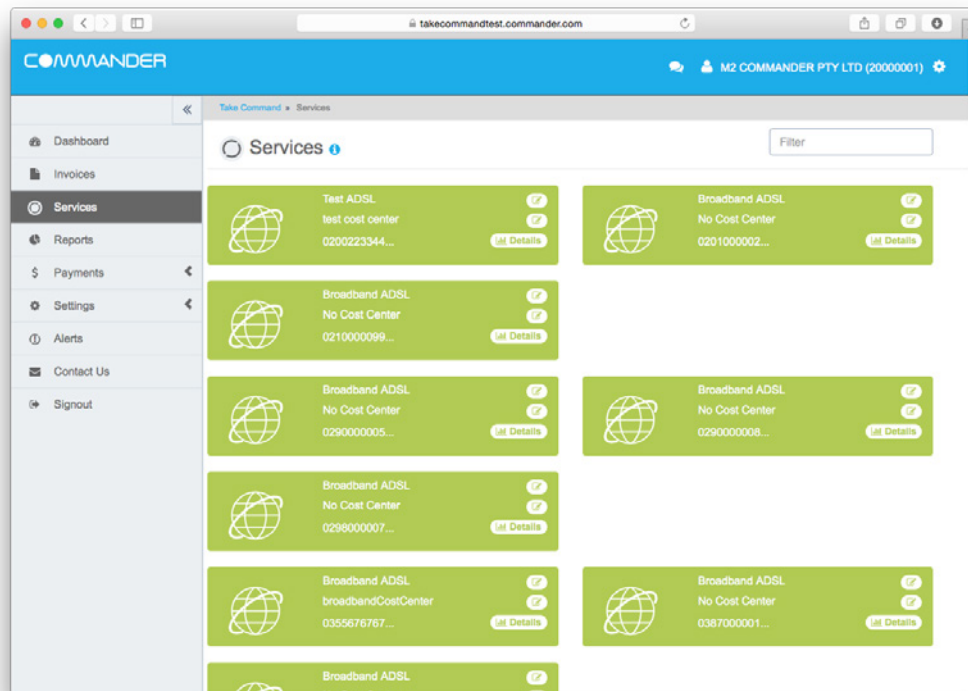 takecommandtest.commander.com
COMMANDER
M2 COMMANDER PTY LTD (20000001)
Take Command » Services
Dashboard
Invoices
Services
Reports
$ Payments
Settings
Alerts
Contact Us
Signout
Services
Filter
Test ADSL
test cost center
0200223344...
Details
Broadband ADSL
No Cost Center
0201000002...
Details
Broadband ADSL
No Cost Center
0210000099...
Details
Broadband ADSL
No Cost Center
0290000005...
Details
Broadband ADSL
No Cost Center
0290000008...
Details
Broadband ADSL
No Cost Center
0298000007...
Details
Broadband ADSL
broadbandCostCenter
0355676767...
Details
Broadband ADSL
No Cost Center
0387000001...
Details
Broadband ADSL